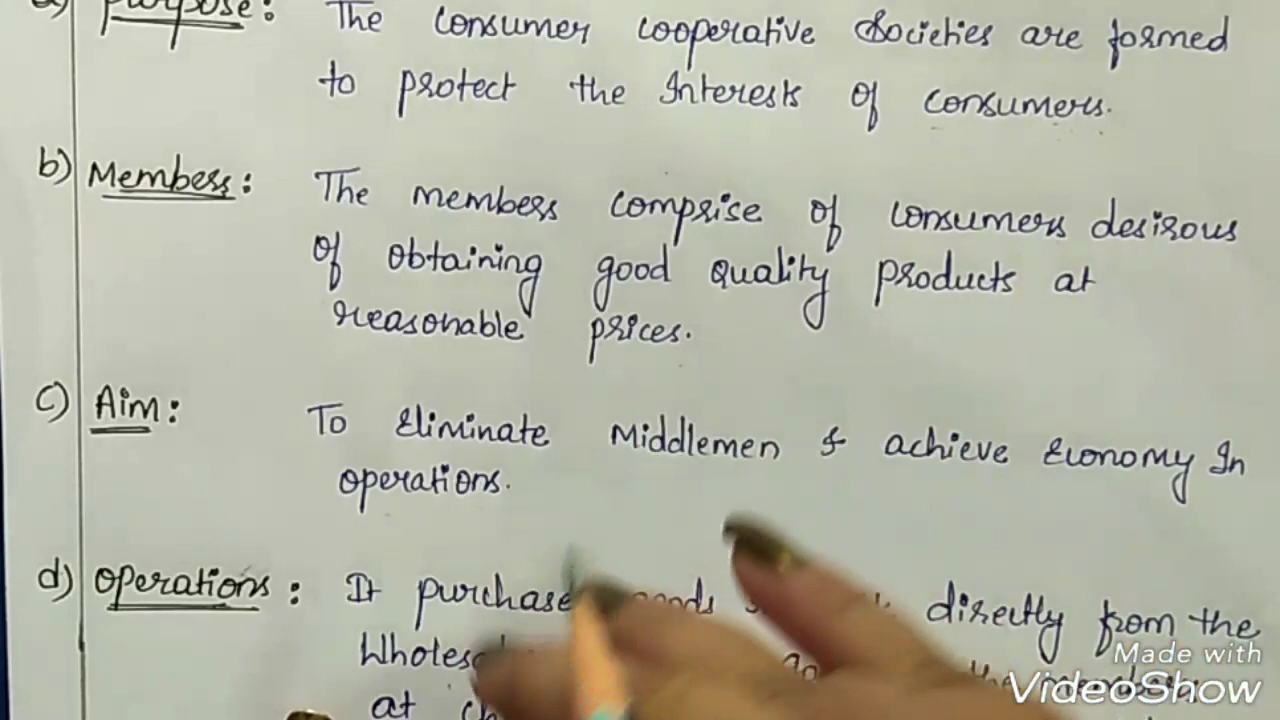 a) Purpose: The Consumer cooperative Societies are formed
to protect the Interests of consumers.
b) Members: The members comprise of consumers desirous
of obtaining good quality products at
reasonable prices.
c) Aim: To Eliminate Middlemen & achieve Economy In
operations.
d) Operations: It purchase goods directly from the
at
Made with
VideoShow